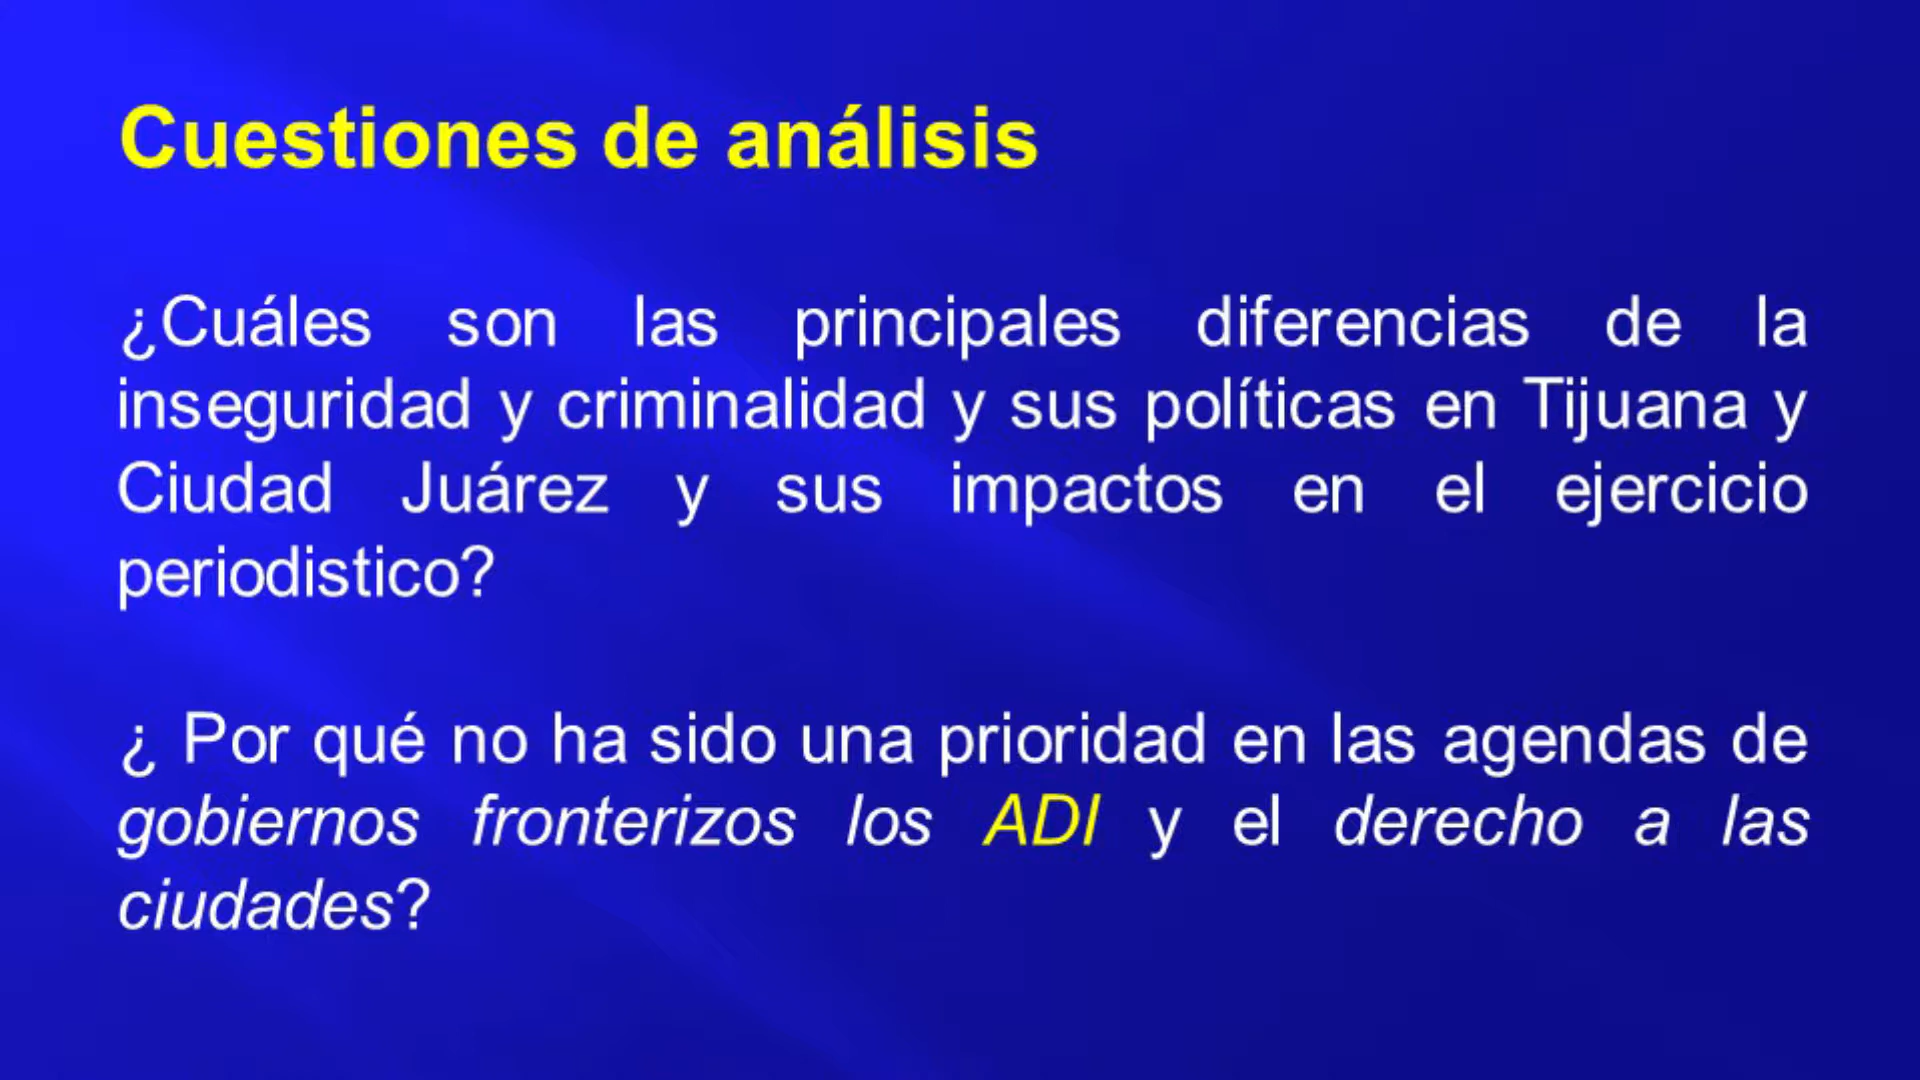 Cuestiones de análisis
¿Cuáles son las principales diferencias de la
inseguridad y criminalidad y sus políticas en Tijuana y
Ciudad Juárez y sus impactos en el ejercicio
periodistico?
¿ Por qué no ha sido una prioridad en las agendas de
gobiernos fronterizos los ADI y el derecho a las
ciudades?